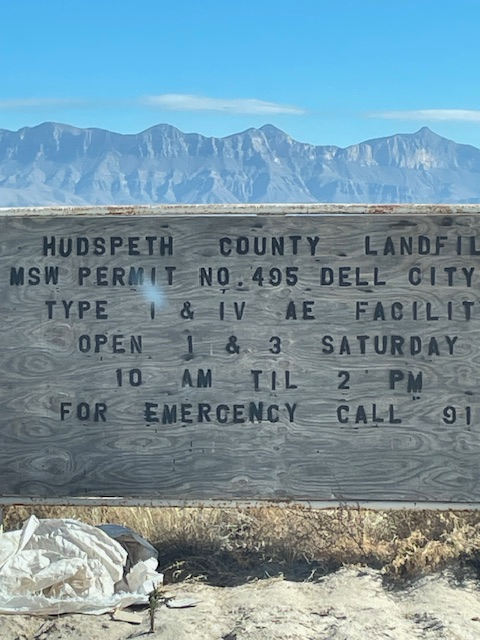 HUDSPETH COUNTY LANDFIL
MSW PERMIT NO. 495 DELL CITY
TYPE I & IV AE FACILIT
OPEN 1 & 3 SATURDAY
10 AM TIL 2 PM
FOR EMERGENCY CALL 91